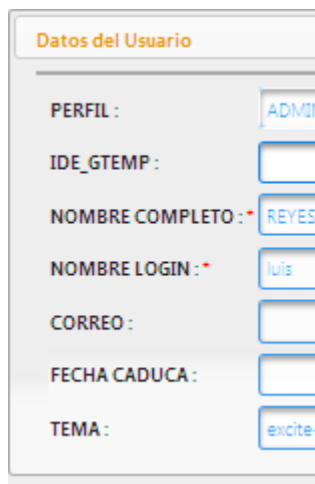 Datos del Usuario
PERFIL : ADMIN
IDE_GTEMP :
NOMBRE COMPLETO : * REYES
NOMBRE LOGIN : * luis
CORREO :
FECHA CADUCA :
TEMA : excite-